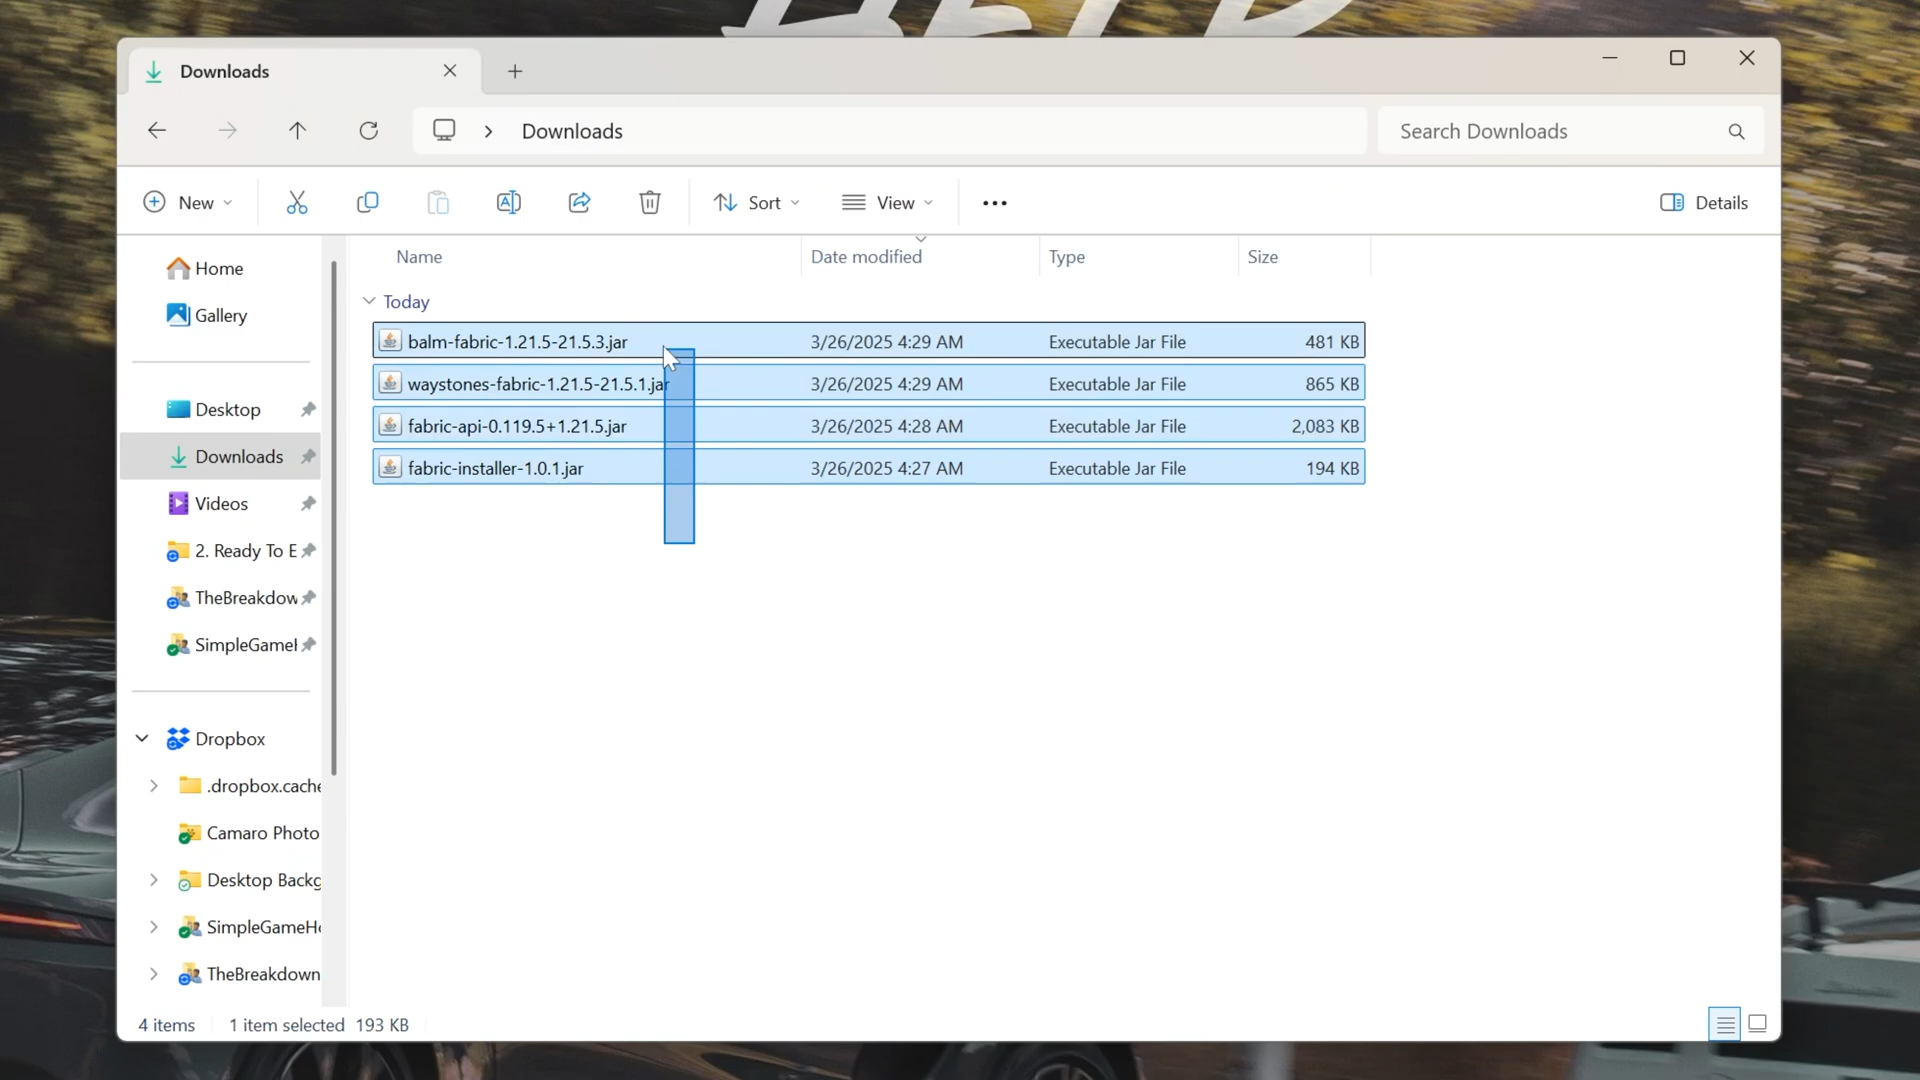 HELP
Downloads
Downloads
Search Downloads
New
Sort
View
Details
Name
Date modified
Type
Size
Home
Gallery
Desktop
Downloads
Videos
2. Ready To E
TheBreakdow
SimpleGameH
Dropbox
.dropbox.cache
Camaro Photo
Desktop Backg
SimpleGameHe
TheBreakdown
Today
balm-fabric-1.21.5-21.5.3.jar 3/26/2025 4:29 AM Executable Jar File 481 KB
waystones-fabric-1.21.5-21.5.1.jar 3/26/2025 4:29 AM Executable Jar File 865 KB
fabric-api-0.119.5+1.21.5.jar 3/26/2025 4:28 AM Executable Jar File 2,083 KB
fabric-installer-1.0.1.jar 3/26/2025 4:27 AM Executable Jar File 194 KB
4 items 1 item selected 193 KB